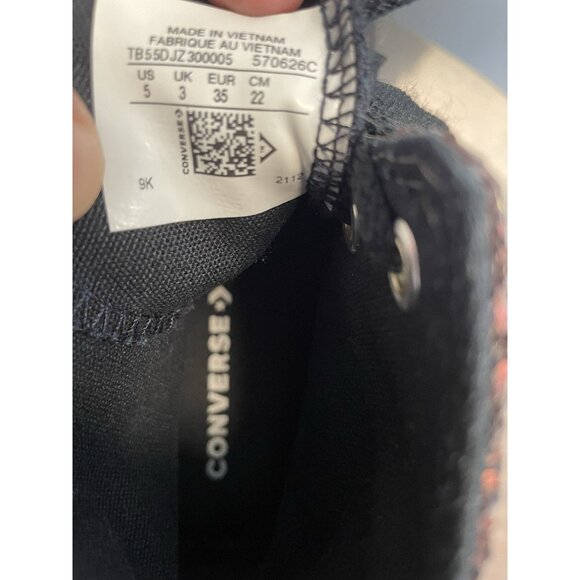 MADE IN VIETNAM
FABRIQUE AU VIETNAM
TB55DJZ300005 570626C
US UK EUR CM
5 3 35 22
CONVERSE
TM
9K 2112
CONVERSE